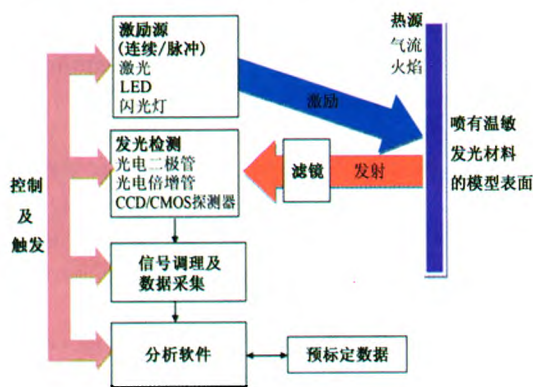 激励源
(连续/脉冲)
激光
LED
闪光灯
热源
气流
火焰
激励
发光检测
光电二极管
光电倍增管
CCD/CMOS探测器
滤镜
发射
喷有温敏
发光材料
的模型表面
控制
及
触发
信号调理及
数据采集
分析软件
预标定数据